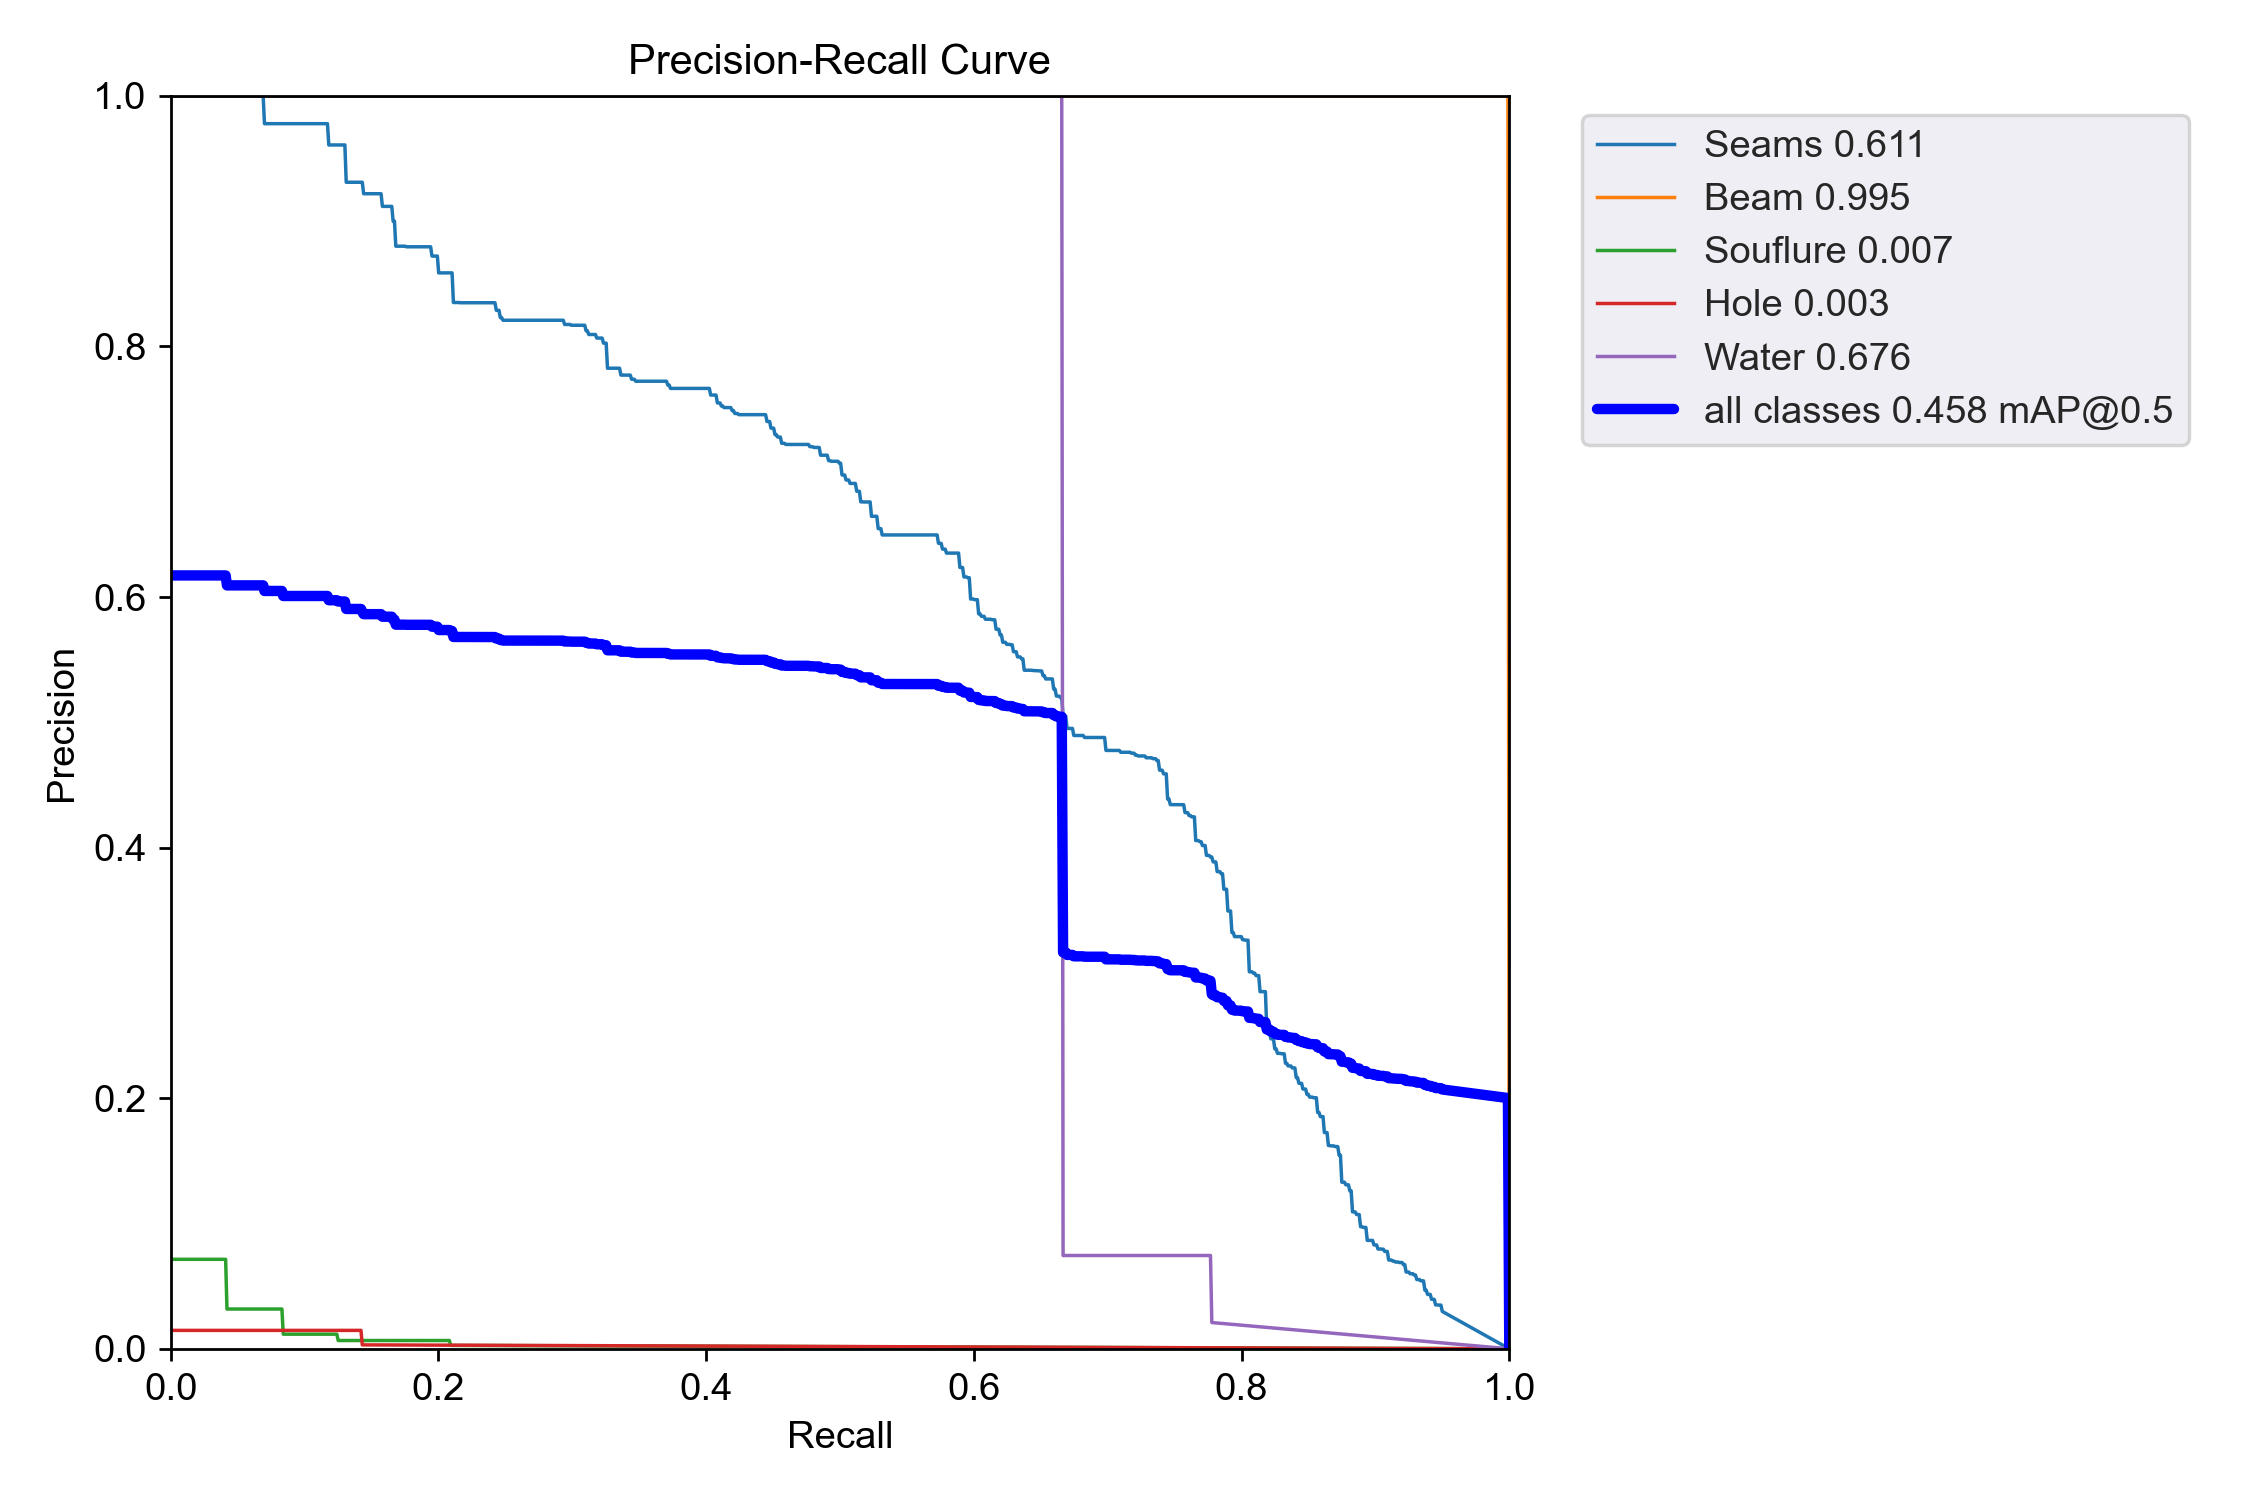 Precision-Recall Curve
1.0
0.8
0.6
0.4
0.2
0.0
Precision
0.0 0.2 0.4 0.6 0.8 1.0
Recall
Seams 0.611
Beam 0.995
Souflure 0.007
Hole 0.003
Water 0.676
all classes 0.458 mAP@0.5